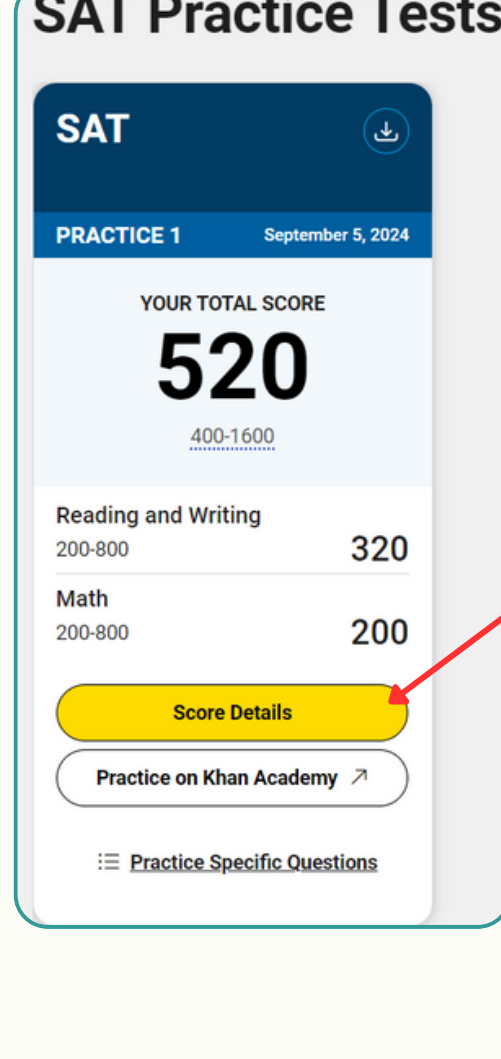 SAT Practice Tests
SAT
PRACTICE 1 September 5, 2024
YOUR TOTAL SCORE
520
400-1600
Reading and Writing
200-800 320
Math
200-800 200
Score Details
Practice on Khan Academy
Practice Specific Questions